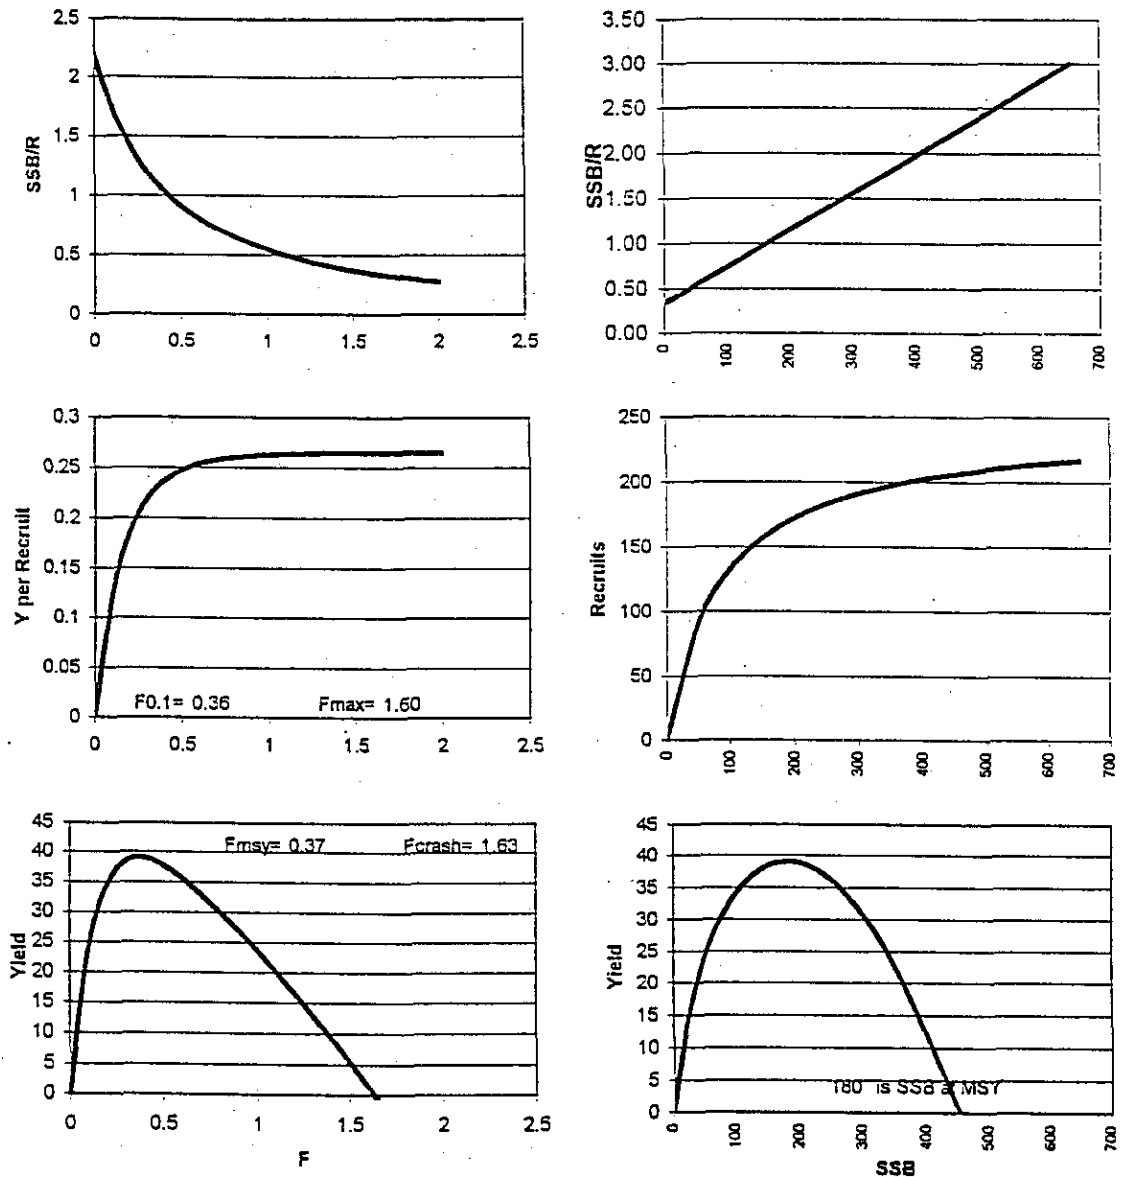 2.5
2
1.5
1
0.5
0
SSB/R
0 0.5 1 1.5 2 2.5
3.50
3.00
2.50
2.00
1.50
1.00
0.50
0.00
SSB/R
0 100 200 300 400 500 600 700
0.3
0.25
0.2
0.15
0.1
0.05
0
Y per Recruit
F0.1= 0.36 Fmax= 1.60
0 0.5 1 1.5 2 2.5
250
200
150
100
50
0
Recruits
0 100 200 300 400 500 600 700
45
40
35
30
25
20
15
10
5
0
Yield
Fmsy= 0.37 Fcrash= 1.63
0 0.5 1 1.5 2 2.5
F
45
40
35
30
25
20
15
10
5
0
Yield
180 is SSB at MSY
0 100 200 300 400 500 600 700
SSB